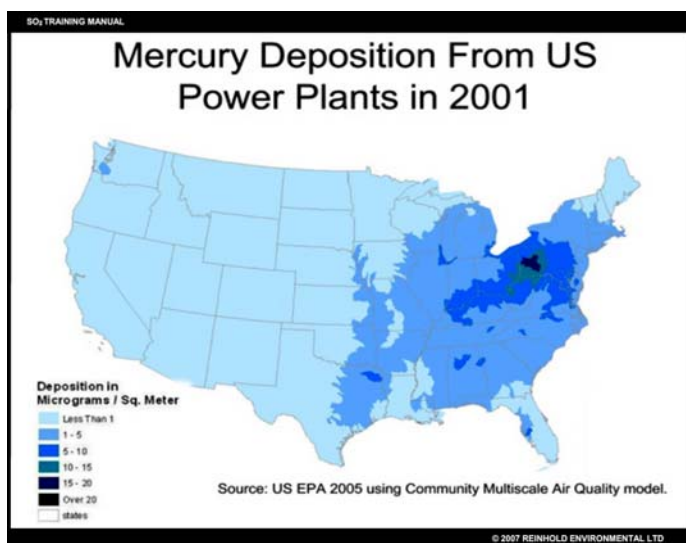 SO₂ TRAINING MANUAL
Mercury Deposition From US
Power Plants in 2001
Deposition in
Micrograms / Sq. Meter
Less Than 1
1 - 5
5 - 10
10 - 15
15 - 20
Over 20
states
Source: US EPA 2005 using Community Multiscale Air Quality model.
© 2007 REINHOLD ENVIRONMENTAL LTD